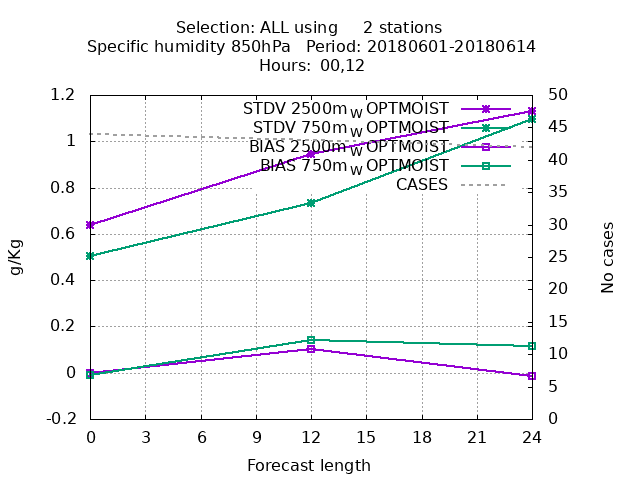 Selection: ALL using 2 stations
Specific humidity 850hPa Period: 20180601-20180614
Hours: 00,12
STDV 2500m_W OPTMOIST
STDV 750m_W OPTMOIST
BIAS 2500m_W OPTMOIST
BIAS 750m_W OPTMOIST
CASES
1.2
1
0.8
0.6
0.4
0.2
0
-0.2
g/Kg
50
45
40
35
30
25
20
15
10
5
0
No cases
0 3 6 9 12 15 18 21 24
Forecast length